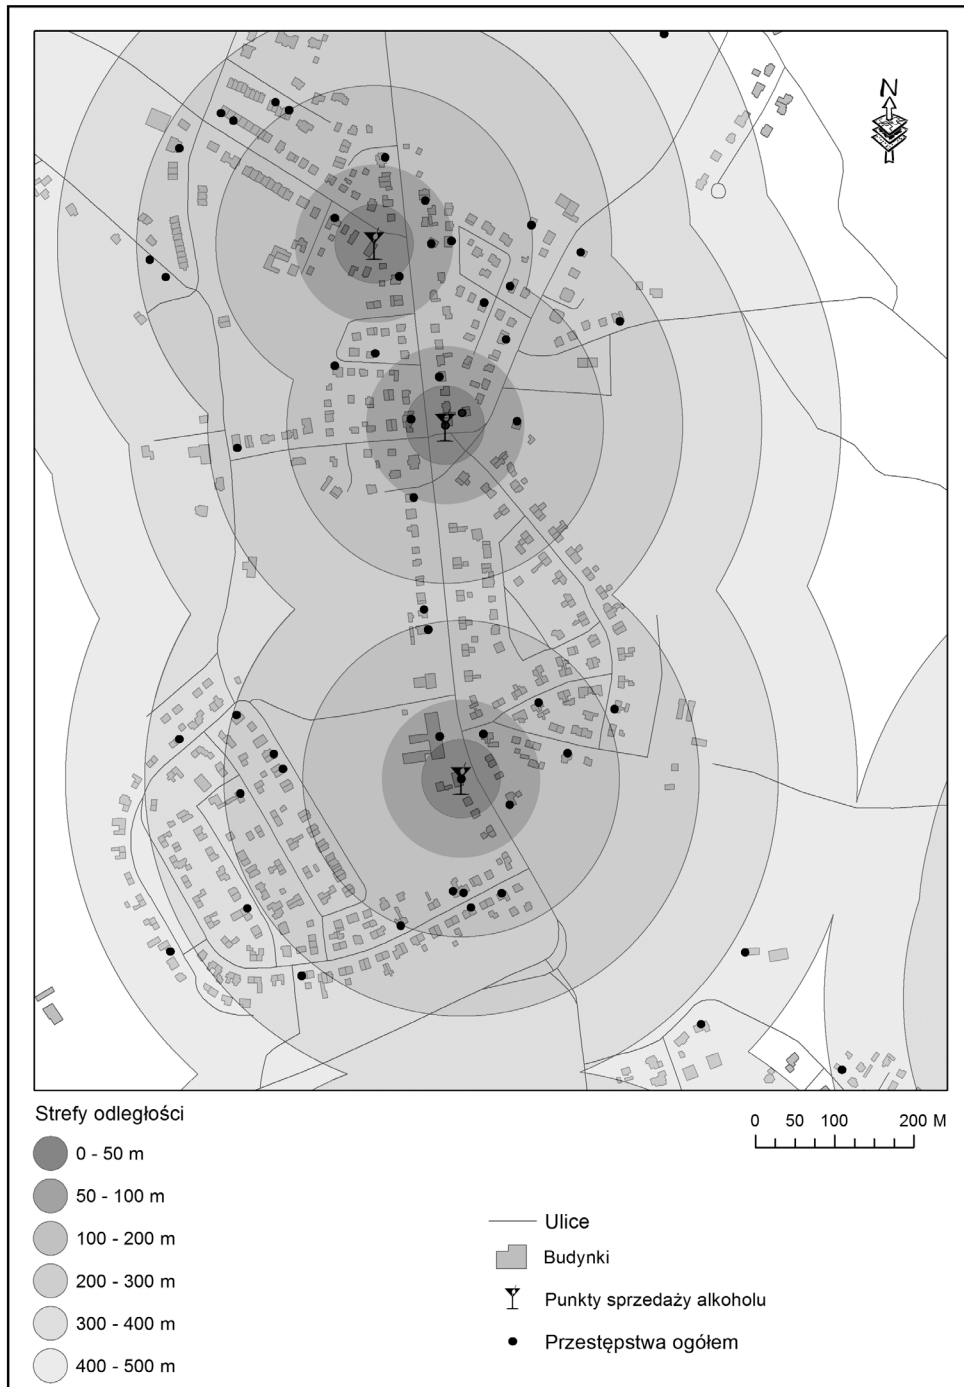 N
Strefy odległości
0 - 50 m
50 - 100 m
100 - 200 m
200 - 300 m
300 - 400 m
400 - 500 m
0 50 100 200 M
Ulice
Budynki
Punkty sprzedaży alkoholu
Przestępstwa ogółem